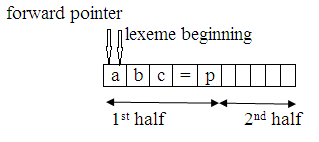 forward pointer
lexeme beginning
a b c = p
1st half 2nd half